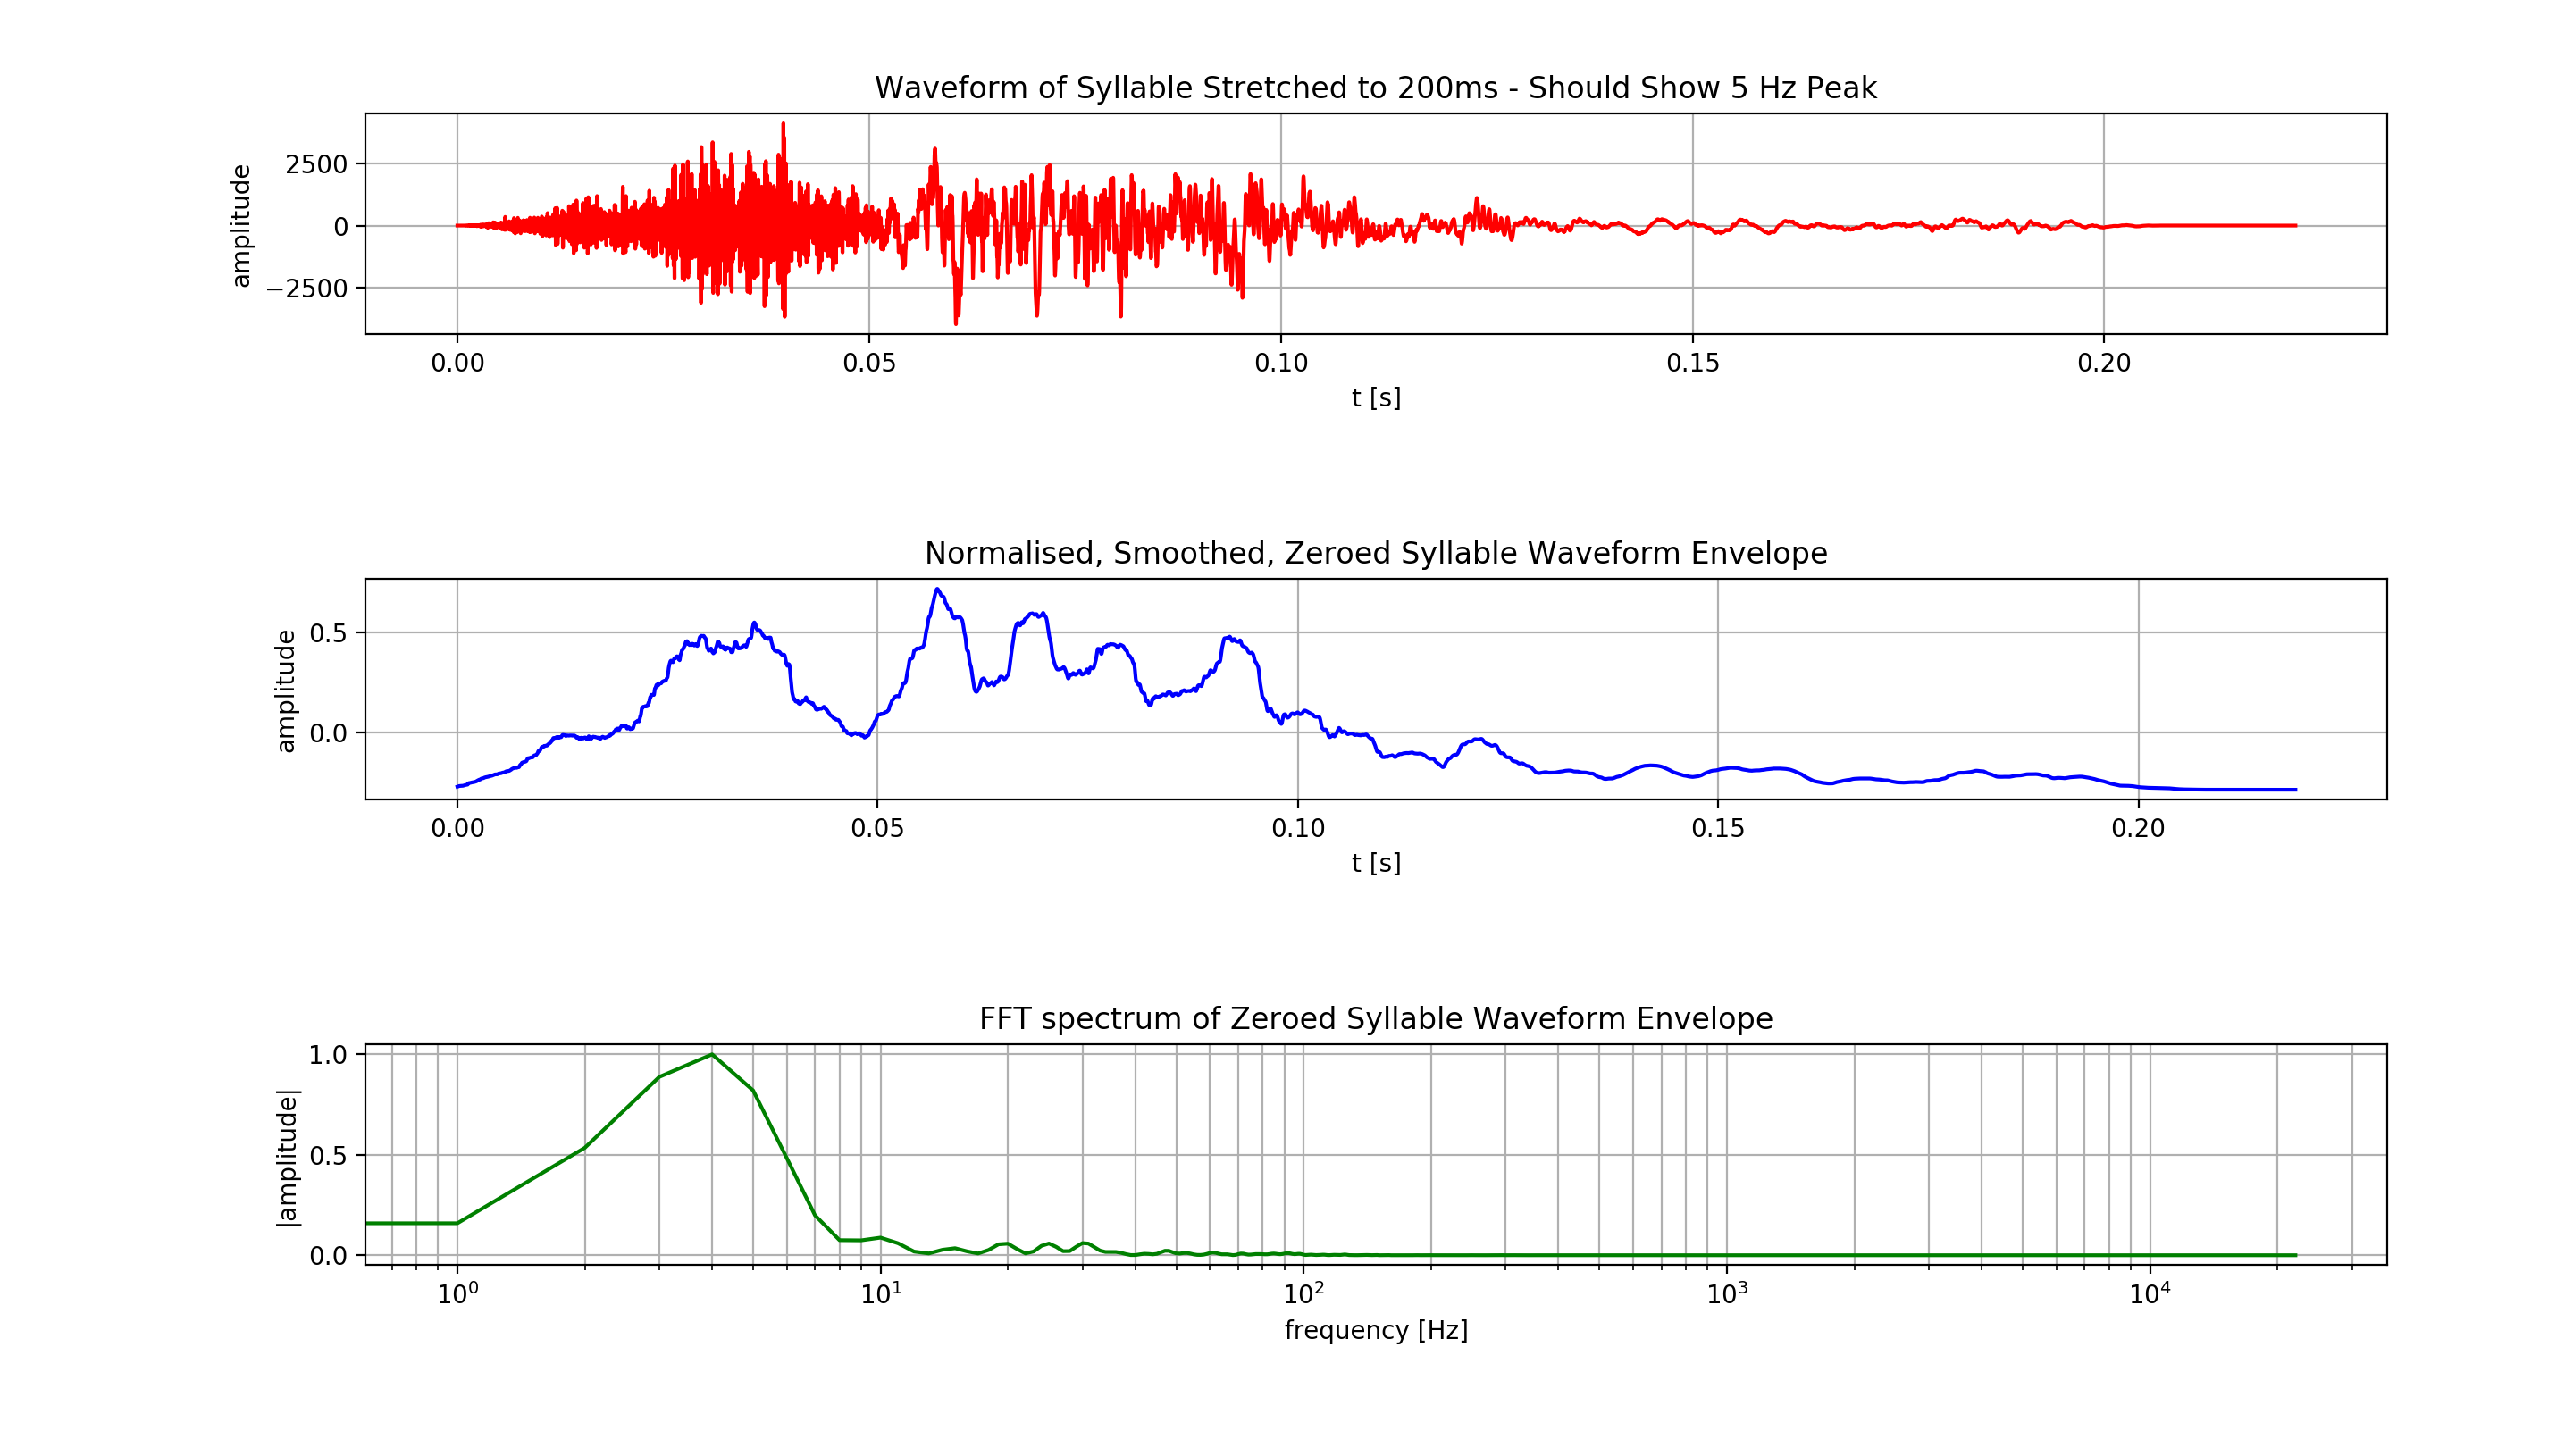 Waveform of Syllable Stretched to 200ms - Should Show 5 Hz Peak
amplitude
2500
0
−2500
0.00 0.05 0.10 0.15 0.20
t [s]
Normalised, Smoothed, Zeroed Syllable Waveform Envelope
amplitude
0.5
0.0
0.00 0.05 0.10 0.15 0.20
t [s]
FFT spectrum of Zeroed Syllable Waveform Envelope
|amplitude|
1.0
0.5
0.0
10⁰ 10¹ 10² 10³ 10⁴
frequency [Hz]